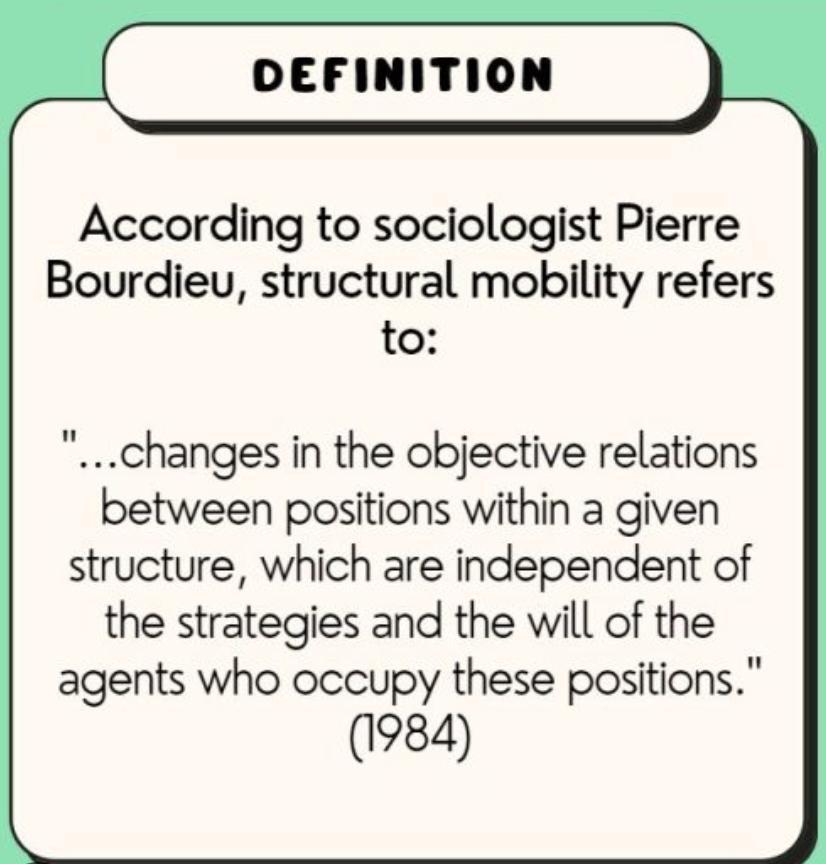 DEFINITION
According to sociologist Pierre
Bourdieu, structural mobility refers
to:
"...changes in the objective relations
between positions within a given
structure, which are independent of
the strategies and the will of the
agents who occupy these positions."
(1984)